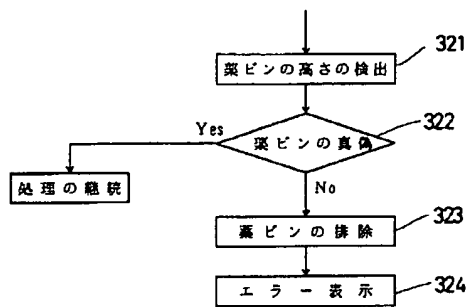 薬ビンの高さの検出
321
薬ビンの真偽
322
Yes
処理の継続
No
薬ビンの排除
323
エラー表示
324